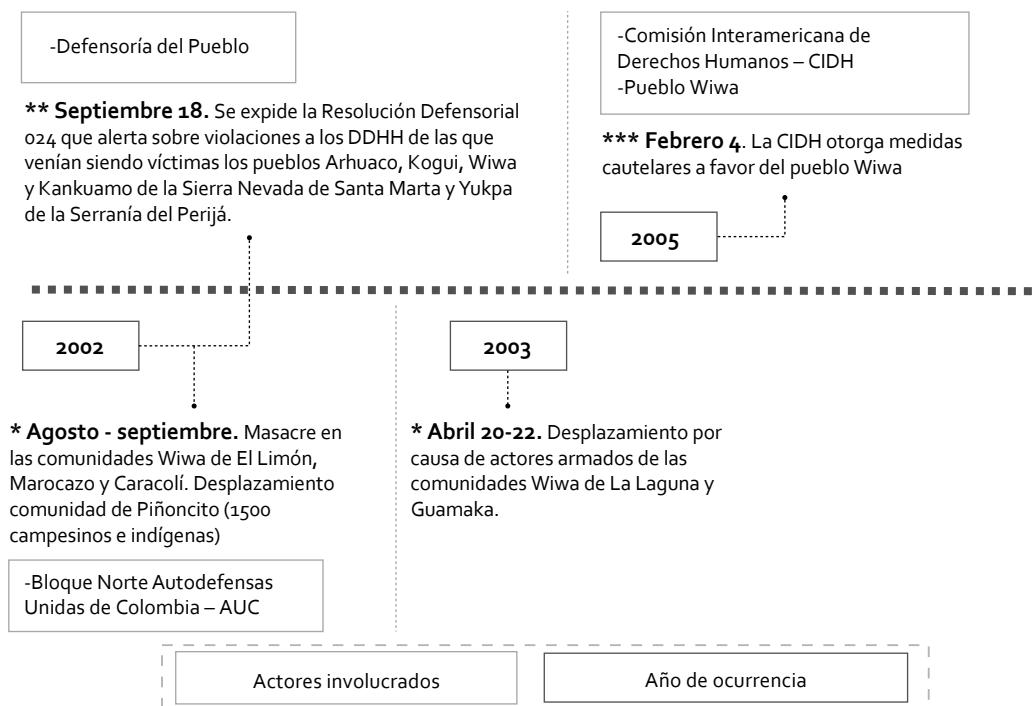 -Defensoría del Pueblo
** Septiembre 18. Se expide la Resolución Defensorial
024 que alerta sobre violaciones a los DDHH de las que
venían siendo víctimas los pueblos Arhuaco, Kogui, Wiwa
y Kankuamo de la Sierra Nevada de Santa Marta y Yukpa
de la Serranía del Perijá.
-Comisión Interamericana de
Derechos Humanos – CIDH
-Pueblo Wiwa
*** Febrero 4. La CIDH otorga medidas
cautelares a favor del pueblo Wiwa
2005
2002
* Agosto - septiembre. Masacre en
las comunidades Wiwa de El Limón,
Marocazo y Caracolí. Desplazamiento
comunidad de Piñoncito (1500
campesinos e indígenas)
-Bloque Norte Autodefensas
Unidas de Colombia – AUC
2003
* Abril 20-22. Desplazamiento por
causa de actores armados de las
comunidades Wiwa de La Laguna y
Guamaka.
Actores involucrados
Año de ocurrencia